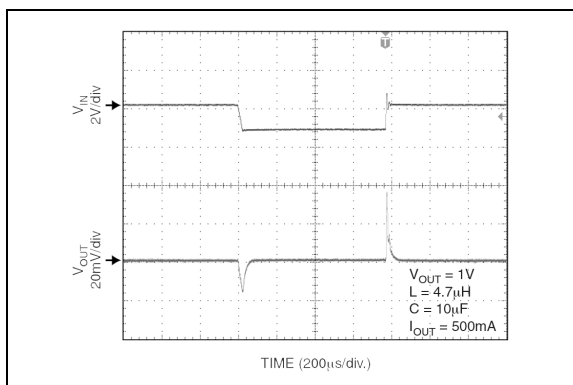 T
V_IN
2V/div
V_OUT
20mV/div
V_OUT = 1V
L = 4.7µH
C = 10µF
I_OUT = 500mA
TIME (200µs/div.)